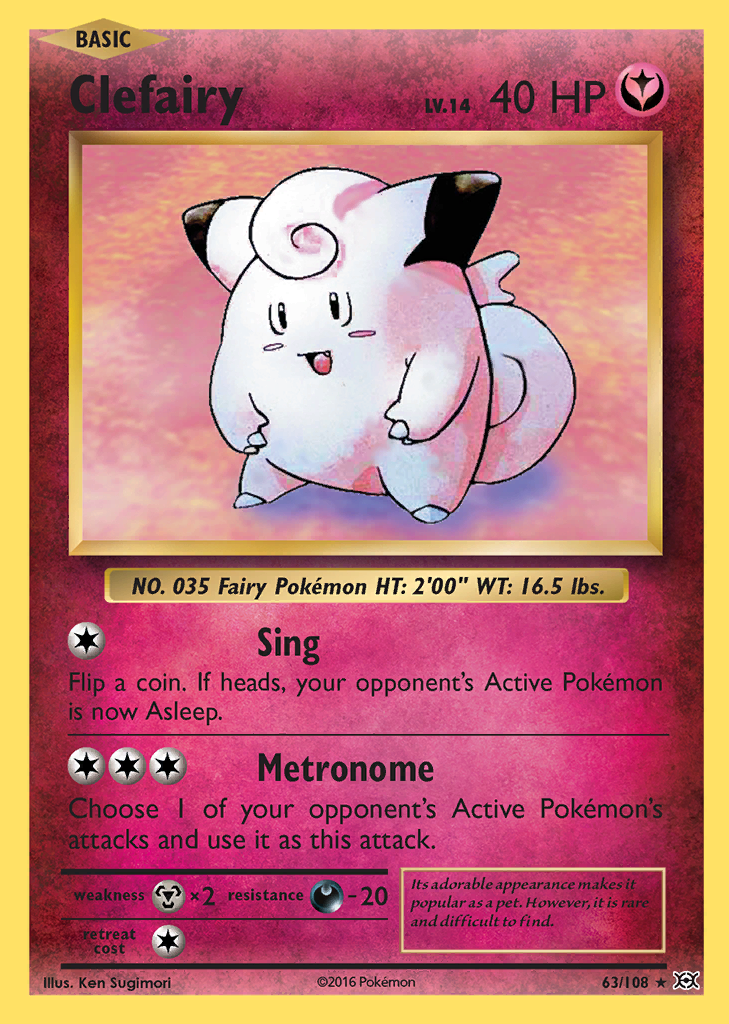 BASIC
Clefairy LV.14 40 HP
NO. 035 Fairy Pokémon HT: 2'00" WT: 16.5 lbs.
Sing
Flip a coin. If heads, your opponent's Active Pokémon
is now Asleep.
Metronome
Choose 1 of your opponent's Active Pokémon's
attacks and use it as this attack.
weakness ×2 resistance -20
retreat
cost
Its adorable appearance makes it
popular as a pet. However, it is rare
and difficult to find.
Illus. Ken Sugimori ©2016 Pokémon 63/108 ★